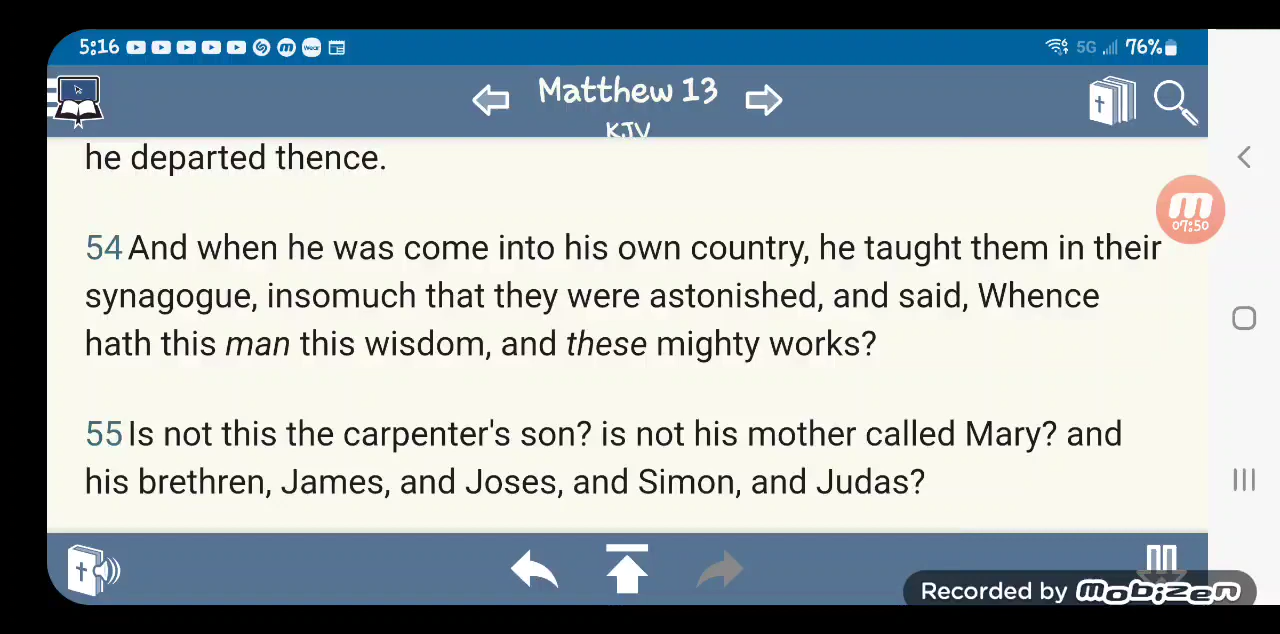 5:16 wear 5G 76%
Matthew 13
KJV
he departed thence.
07:50
54 And when he was come into his own country, he taught them in their
synagogue, insomuch that they were astonished, and said, Whence
hath this man this wisdom, and these mighty works?
55 Is not this the carpenter's son? is not his mother called Mary? and
his brethren, James, and Joses, and Simon, and Judas?
Recorded by mobizen